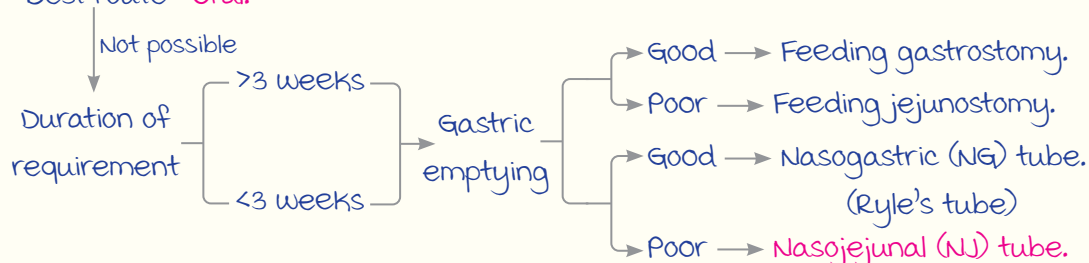 Not possible
Duration of
requirement
>3 weeks
<3 weeks
Gastric
emptying
Good → Feeding gastrostomy.
Poor → Feeding jejunostomy.
Good → Nasogastric (NG) tube.
(Ryle's tube)
Poor → Nasojejunal (NJ) tube.